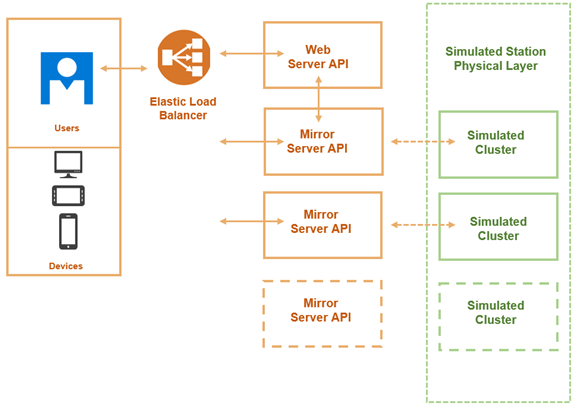 Users
Devices
Elastic Load
Balancer
Web
Server API
Mirror
Server API
Mirror
Server API
Mirror
Server API
Simulated Station
Physical Layer
Simulated
Cluster
Simulated
Cluster
Simulated
Cluster